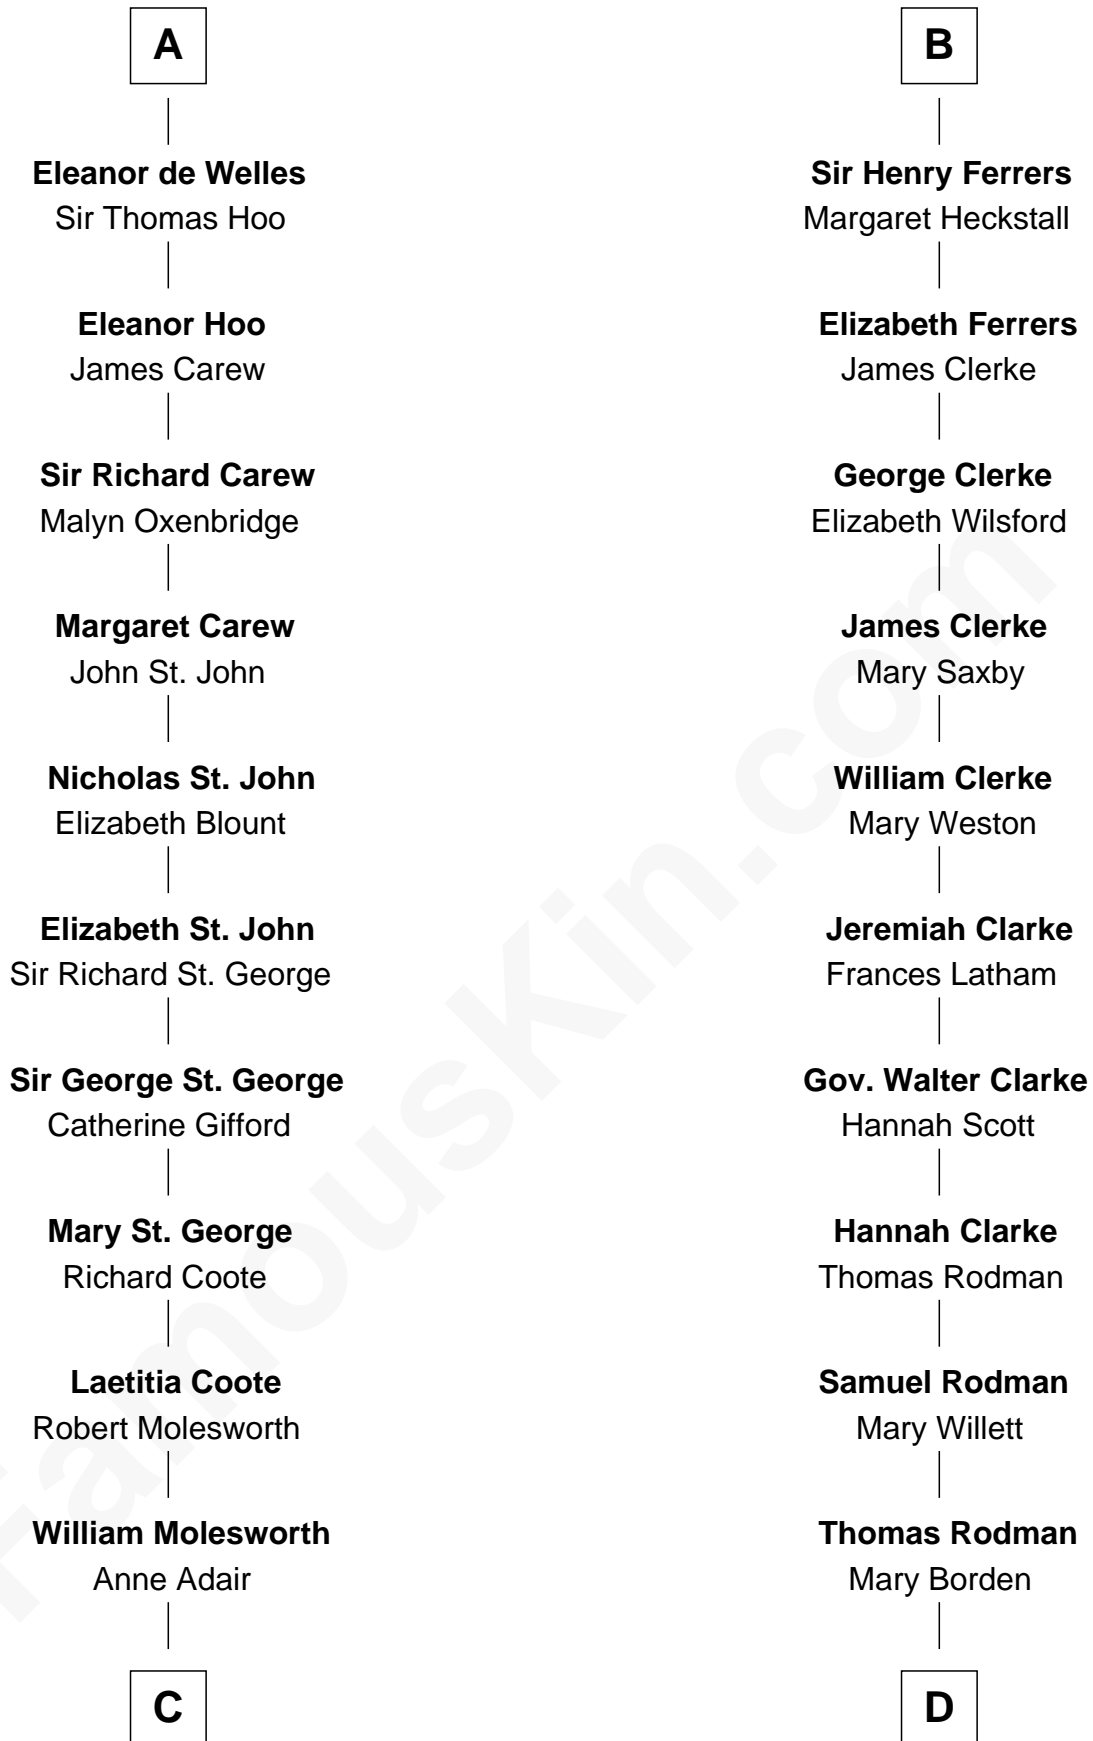 A
Eleanor de Welles
Sir Thomas Hoo
Eleanor Hoo
James Carew
Sir Richard Carew
Malyn Oxenbridge
Margaret Carew
John St. John
Nicholas St. John
Elizabeth Blount
Elizabeth St. John
Sir Richard St. George
Sir George St. George
Catherine Gifford
Mary St. George
Richard Coote
Laetitia Coote
Robert Molesworth
William Molesworth
Anne Adair
C
B
Sir Henry Ferrers
Margaret Heckstall
Elizabeth Ferrers
James Clerke
George Clerke
Elizabeth Wilsford
James Clerke
Mary Saxby
William Clerke
Mary Weston
Jeremiah Clarke
Frances Latham
Gov. Walter Clarke
Hannah Scott
Hannah Clarke
Thomas Rodman
Samuel Rodman
Mary Willett
Thomas Rodman
Mary Borden
D
FamousKin.com